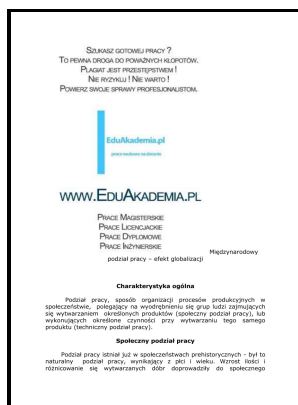 SZUKASZ GOTOWEJ PRACY ?
TO PEWNA DROGA DO POWAŻNYCH KŁOPOTÓW.
PLAGIAT JEST PRZESTĘPSTWEM !
NIE RYZYKUJ ! NIE WARTO !
POWIERZ SWOJE SPRAWY PROFESJONALISTOM.
EduAkademia.pl
prace naukowe na
WWW.EDUAKADEMIA.PL
PRACE MAGISTERSKIE
PRACE LICENCJACKIE
PRACE DYPLOMOWE
PRACE INŻYNIERSKIE
Międzynarodowy
podział pracy – efekt globalizacji
Charakterystyka ogólna
Podział pracy, sposób organizacji procesów produkcyjnych w
społeczeństwie, polegający na wyodrębnieniu się grup ludzi zajmujących
się wytwarzaniem określonych produktów (społeczny podział pracy), lub
wykonujących określone czynności przy wytwarzaniu tego samego
produktu (techniczny podział pracy).
Społeczny podział pracy
Podział pracy istniał już w społeczeństwach prehistorycznych - był to
naturalny podział pracy, wynikający z płci i wieku. Wzrost ilości i
różnicowanie się wytwarzanych dóbr doprowadziły do społecznego